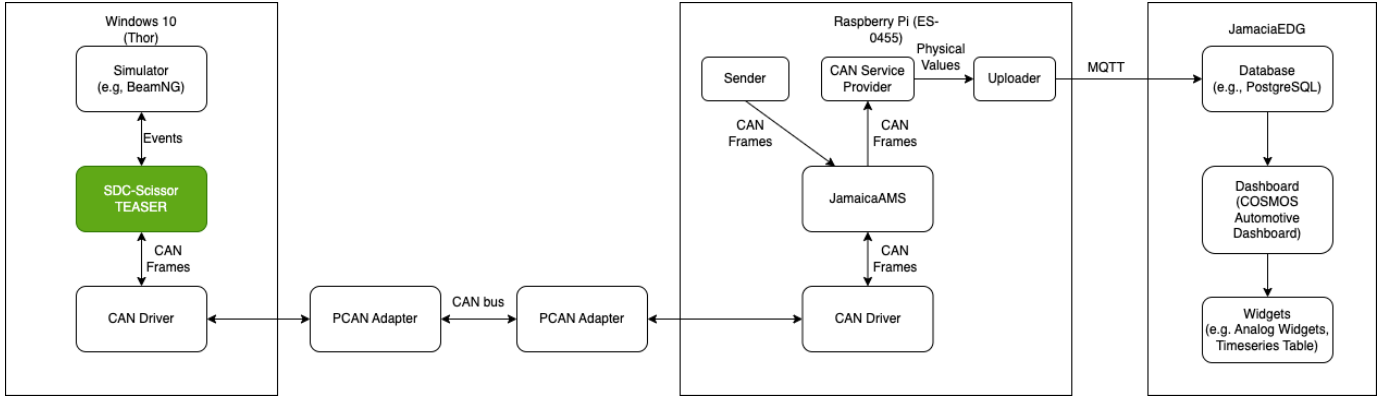 Windows 10
(Thor)
Simulator
(e.g, BeamNG)
Events
SDC-Scissor
TEASER
CAN
Frames
CAN Driver
PCAN Adapter
CAN bus
PCAN Adapter
Raspberry Pi (ES-
0455)
Sender
CAN
Frames
CAN Service
Provider
Physical
Values
Uploader
CAN
Frames
JamaicaAMS
CAN
Frames
CAN Driver
MQTT
JamaciaEDG
Database
(e.g., PostgreSQL)
Dashboard
(COSMOS
Automotive
Dashboard)
Widgets
(e.g. Analog Widgets,
Timeseries Table)